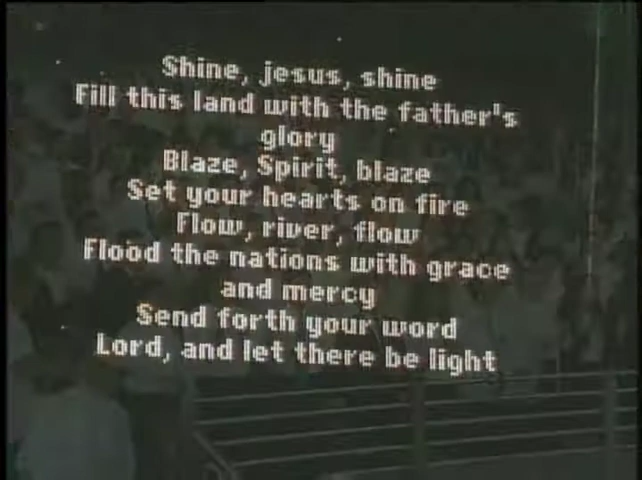 Shine, jesus, shine
Fill this land with the father's
glory
Blaze, Spirit, blaze
Set your hearts on fire
Flow, river, flow
Flood the nations with grace
and mercy
Send forth your word
Lord, and let there be light